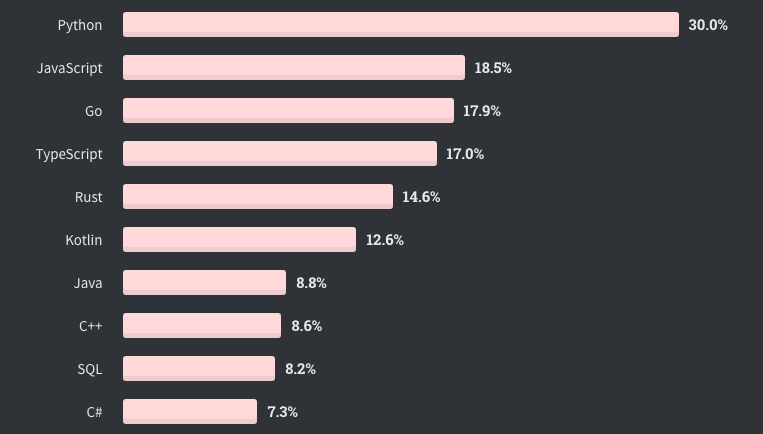 Python 30.0%
JavaScript 18.5%
Go 17.9%
TypeScript 17.0%
Rust 14.6%
Kotlin 12.6%
Java 8.8%
C++ 8.6%
SQL 8.2%
C# 7.3%